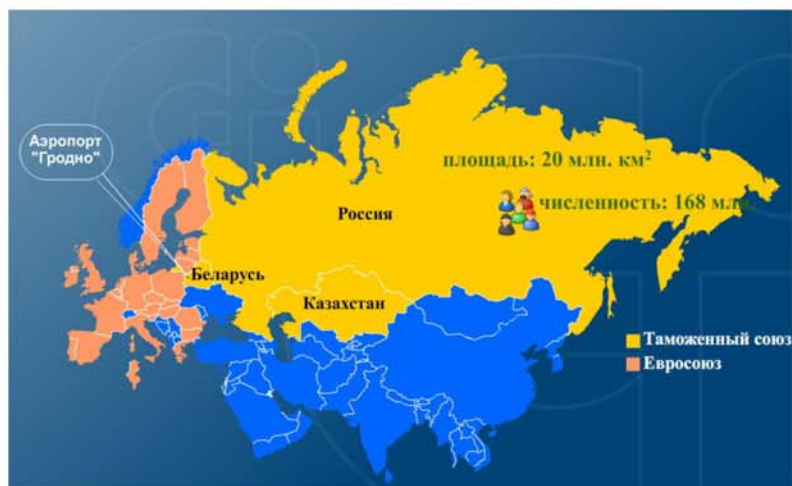 Аэропорт
"Гродно"
площадь: 20 млн. км²
численность: 168 млн.
Россия
Беларусь
Казахстан
Таможенный союз
Евросоюз